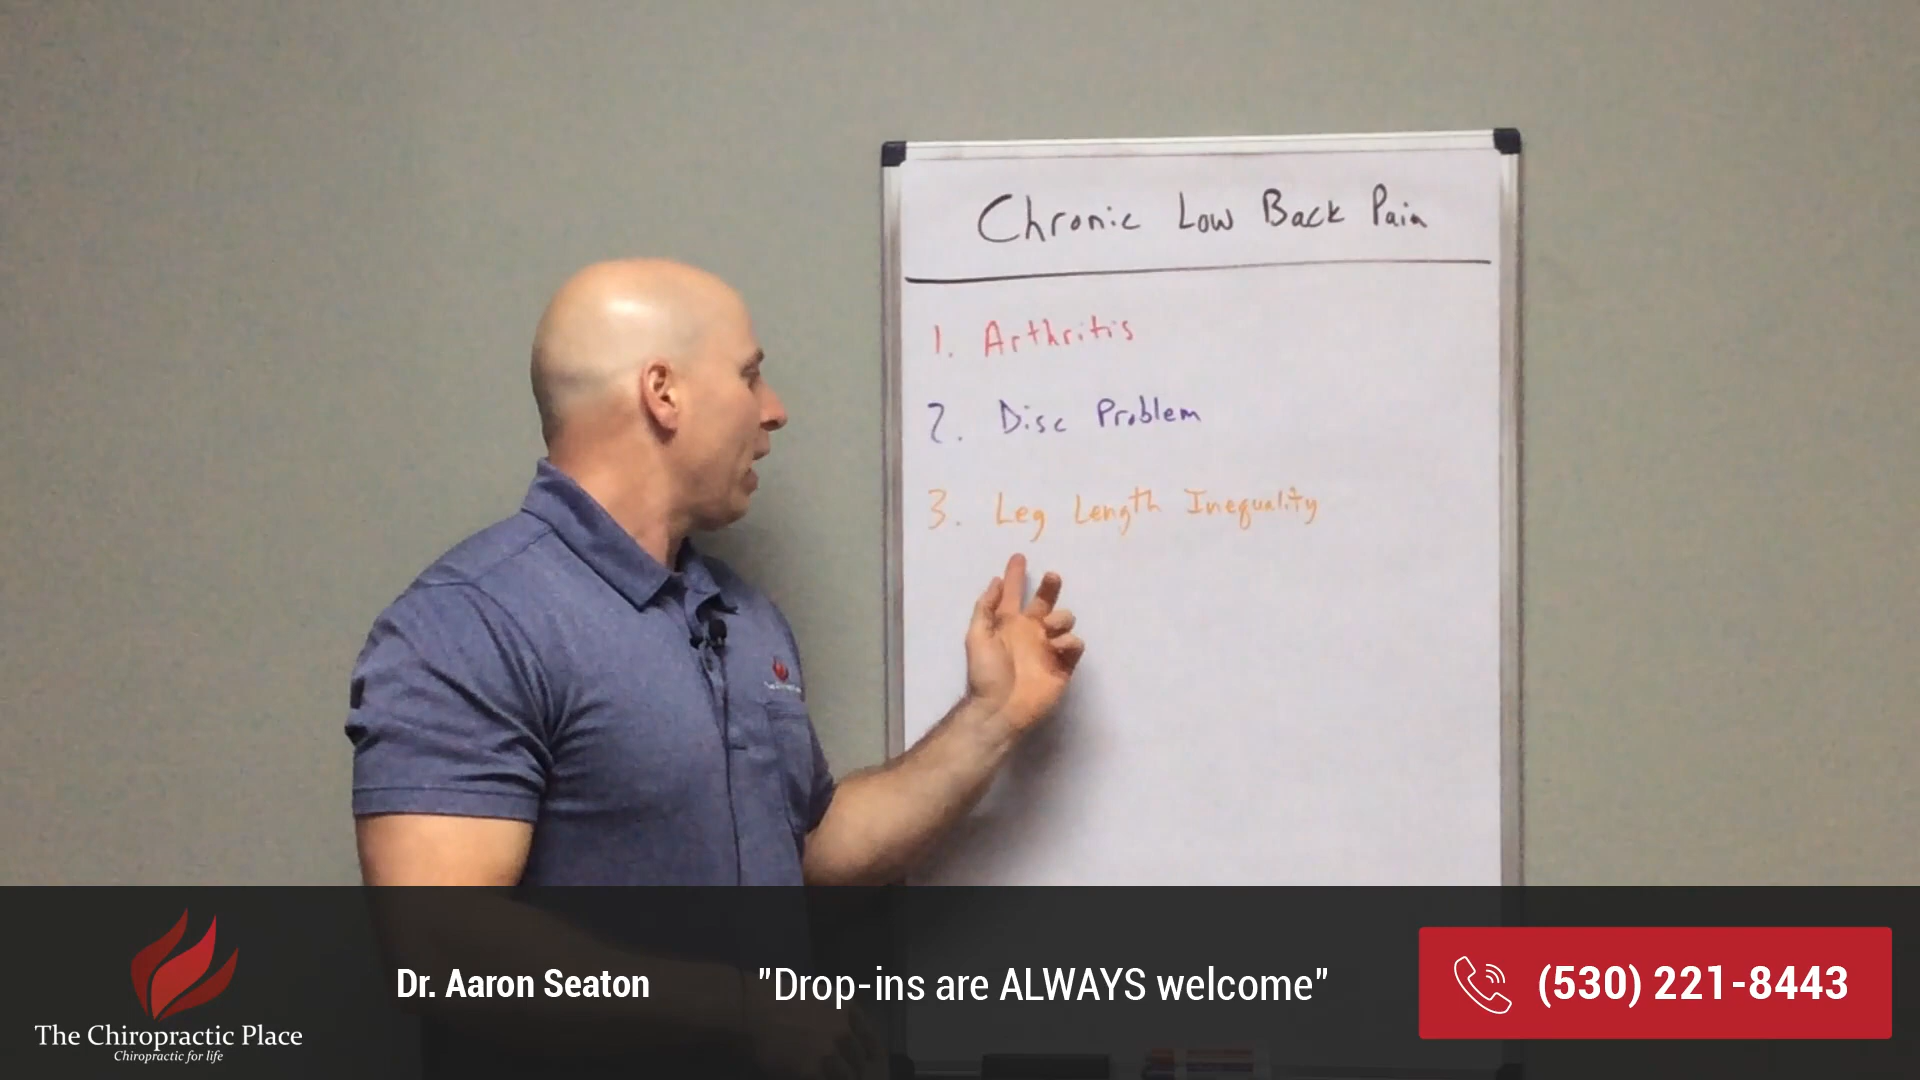 Chronic Low Back Pain
1. Arthritis
2. Disc Problem
3. Leg Length Inequality
The Chiropractic Place
Chiropractic for life
Dr. Aaron Seaton
"Drop-ins are ALWAYS welcome"
(530) 221-8443